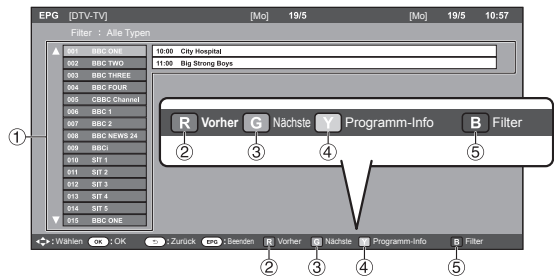 EPG [DTV-TV] [Mo] 19/5 [Mo] 19/5 10:57
Filter : Alle Typen
001 BBC ONE
002 BBC TWO
003 BBC THREE
004 BBC FOUR
005 CBBC Channel
006 BBC 1
007 BBC 2
008 BBC NEWS 24
009 BBCi
010 SIT 1
011 SIT 2
012 SIT 3
013 SIT 4
014 SIT 5
015 BBC ONE
10:00 City Hospital
11:00 Big Strong Boys
①
R Vorher G Nächste Y Programm-Info B Filter
② ③ ④ ⑤
: Wählen OK : OK : Zurück EPG : Beenden R Vorher G Nächste Y Programm-Info B Filter
② ③ ④ ⑤